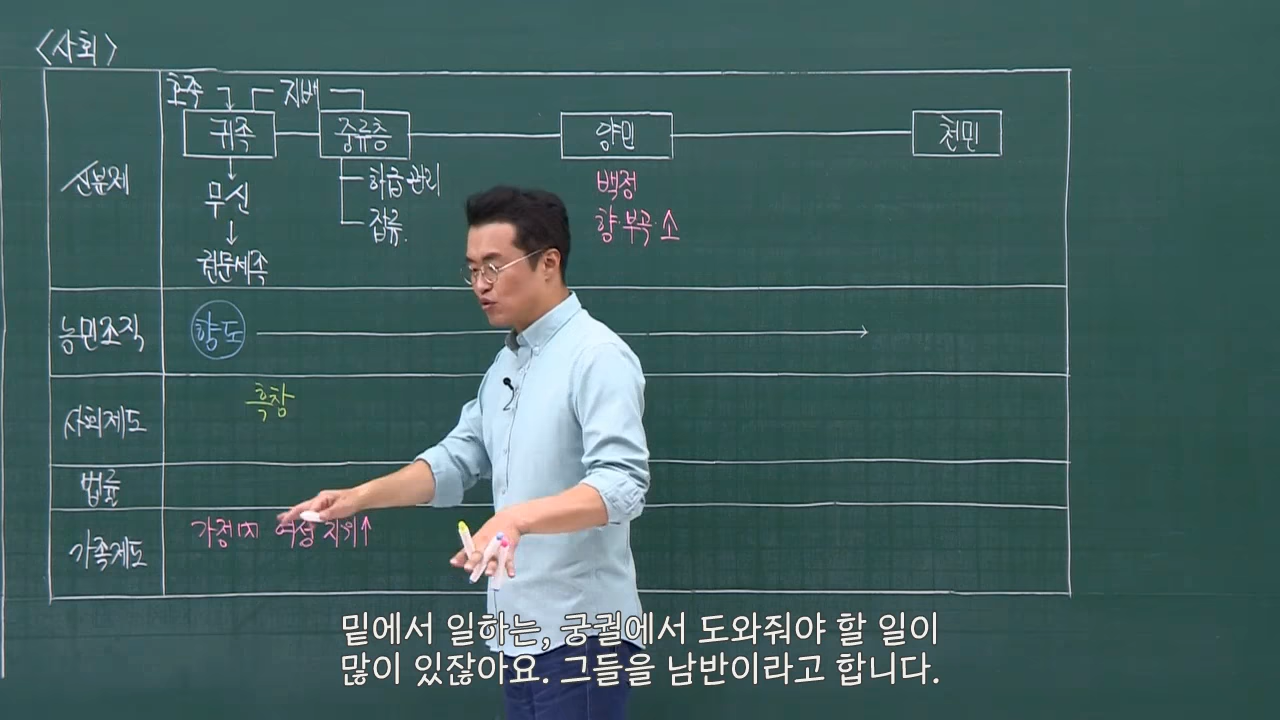 <사회>
호족 지배
귀족 중류층 양민 천민
신분제
무신
권문세족
하급관리
잡류.
백정
향·부곡·소
농민조직 향도
사회제도 흑창
법률
가족제도 가정 내 여성 지위↑
밑에서 일하는, 궁궐에서 도와줘야 할 일이
많이 있잖아요. 그들을 남반이라고 합니다.